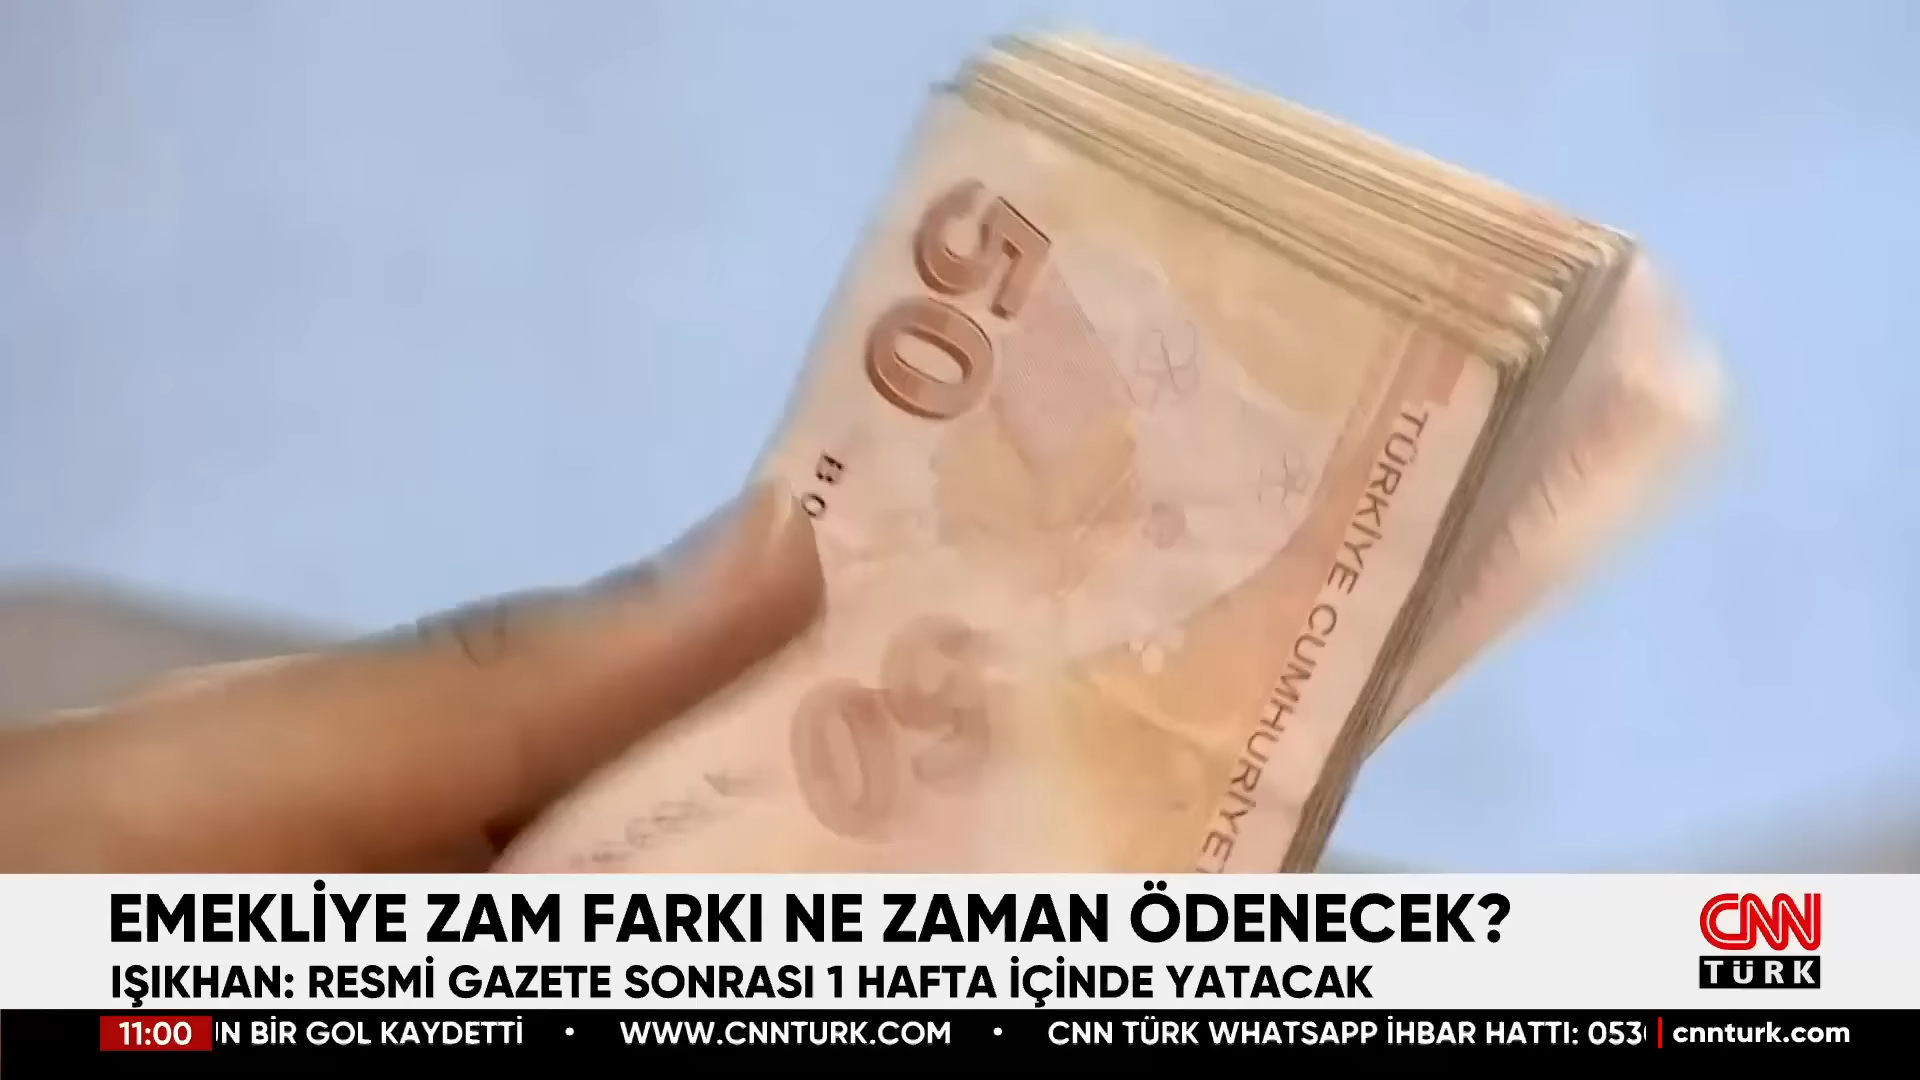 50
BO
50
TÜRKİYE CUMHURİYET
EMEKLİYE ZAM FARKI NE ZAMAN ÖDENECEK?
IŞIKHAN: RESMİ GAZETE SONRASI 1 HAFTA İÇİNDE YATACAK
CNN
TÜRK
11:00 N BİR GOL KAYDETTİ • WWW.CNNTURK.COM • CNN TÜRK WHATSAPP İHBAR HATTI: 053 cnnturk.com